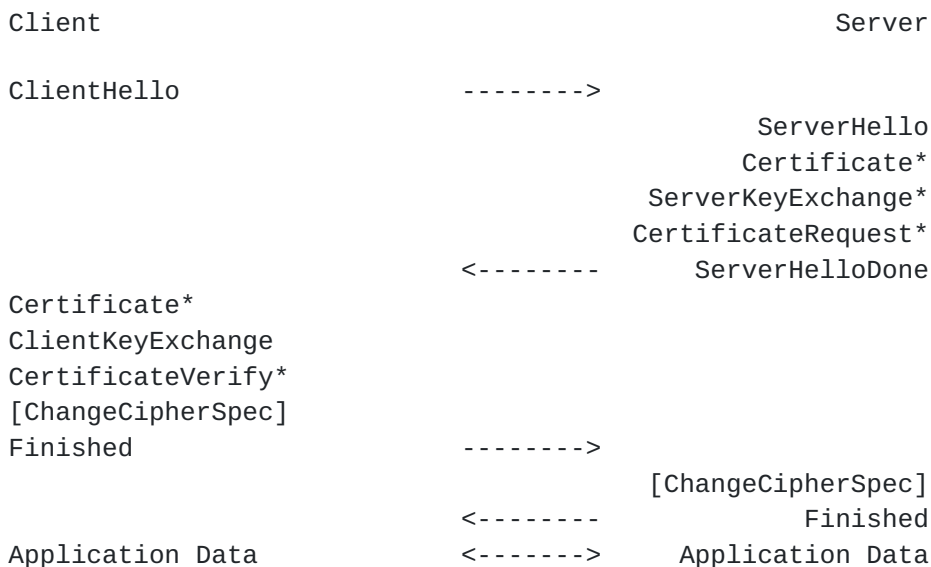 Client                                               Server

ClientHello                  -------->
                                                ServerHello
                                               Certificate*
                                         ServerKeyExchange*
                                        CertificateRequest*
                             <--------      ServerHelloDone
Certificate*
ClientKeyExchange
CertificateVerify*
[ChangeCipherSpec]
Finished                     -------->
                                         [ChangeCipherSpec]
                             <--------             Finished
Application Data             <------->     Application Data